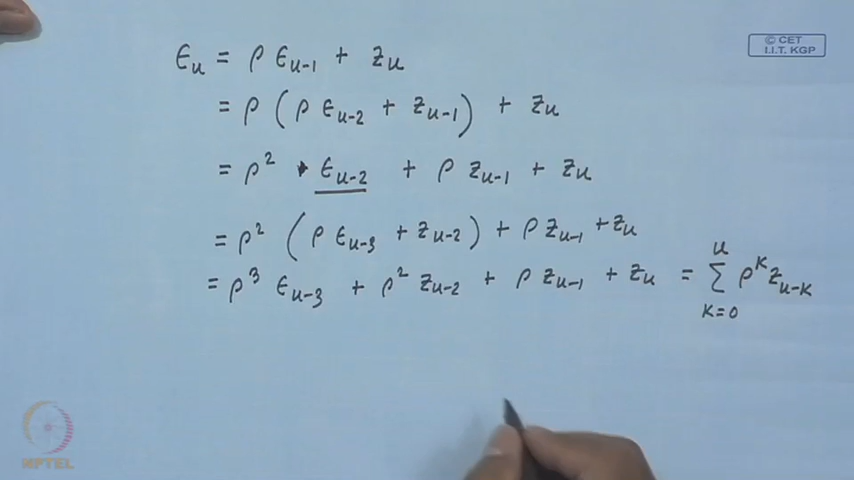 © CET
I.I.T. KGP
ϵ_u = ρ ϵ_{u-1} + z_u
= ρ (ρ ϵ_{u-2} + z_{u-1}) + z_u
= ρ² ϵ_{u-2} + ρ z_{u-1} + z_u
= ρ² (ρ ϵ_{u-3} + z_{u-2}) + ρ z_{u-1} + z_u
= ρ³ ϵ_{u-3} + ρ² z_{u-2} + ρ z_{u-1} + z_u = ∑_{k=0}^{u} ρ^k z_{u-k}
NPTEL